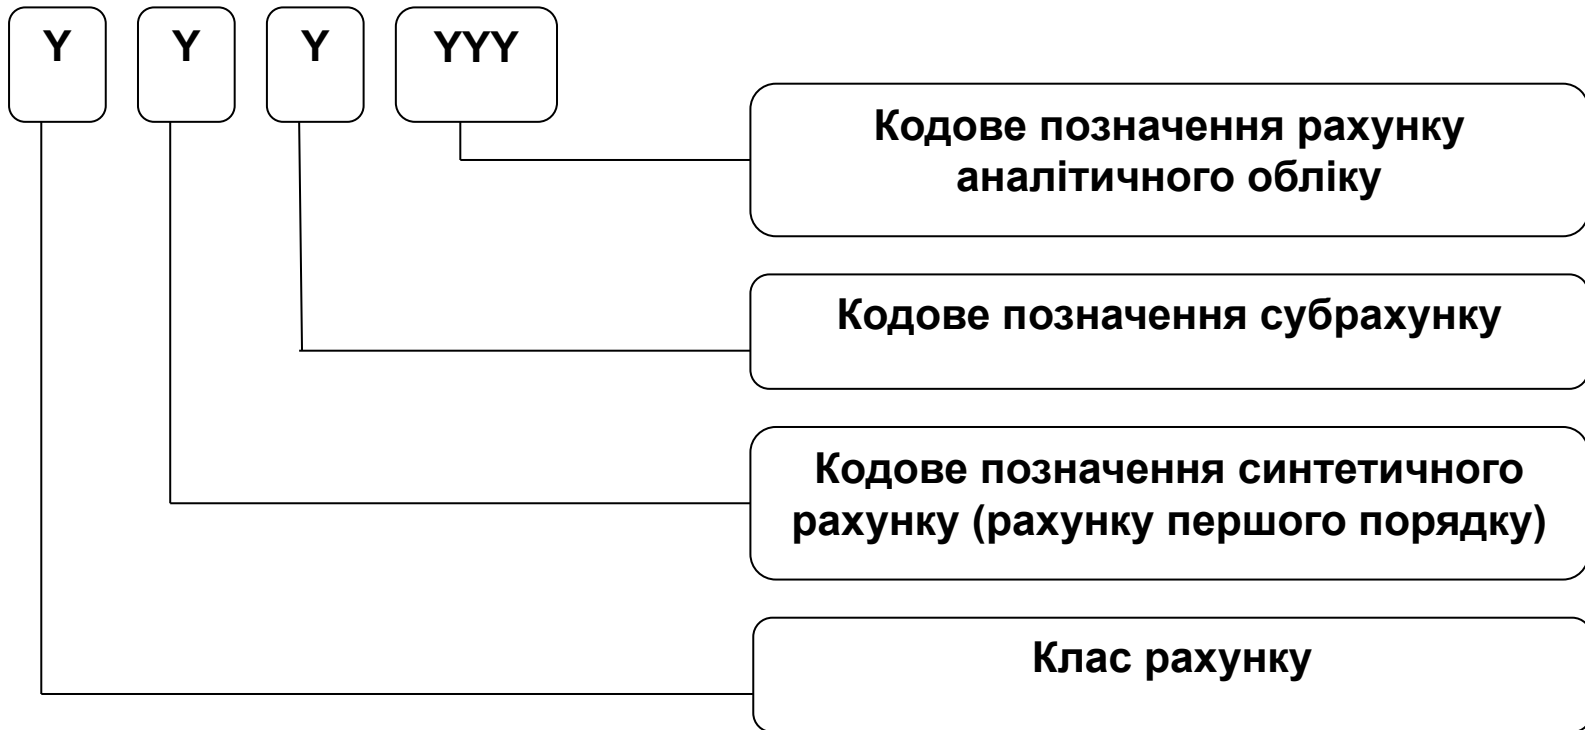 Y Y Y YYY
Кодове позначення рахунку
аналітичного обліку
Кодове позначення субрахунку
Кодове позначення синтетичного
рахунку (рахунку першого порядку)
Клас рахунку